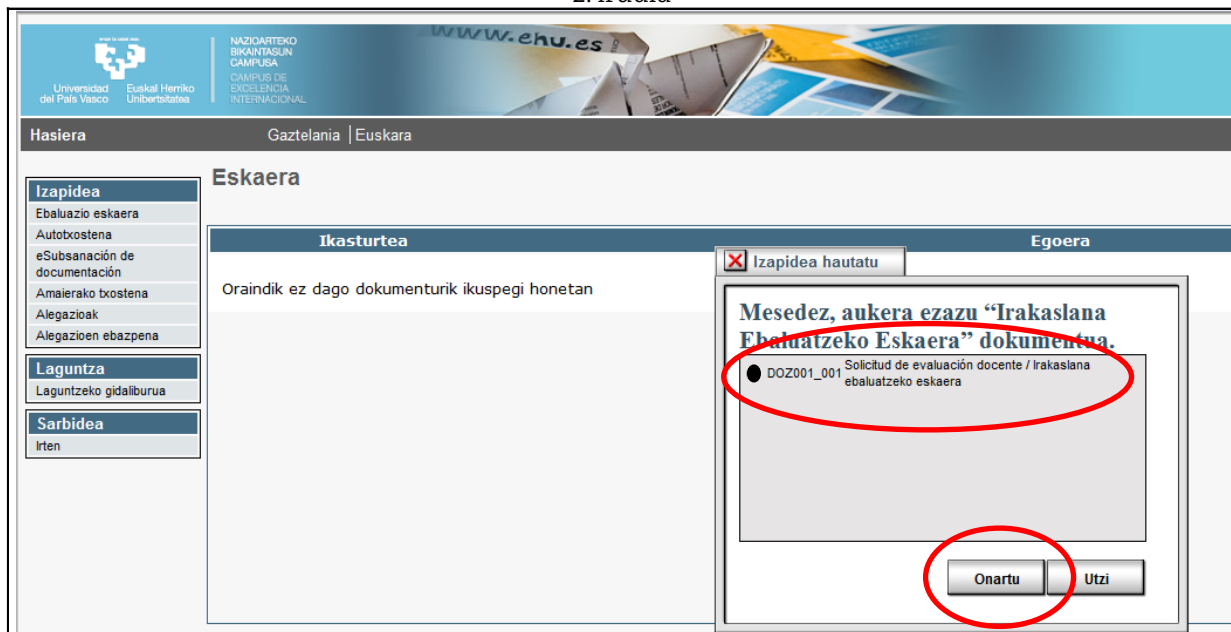 2. irudia
www.ehu.es
Universidad del País Vasco
Euskal Herriko Unibertsitatea
NAZIOARTEKO
BIKAINTASUN
CAMPUSA
CAMPUS DE
EXCELENCIA
INTERNACIONAL
Hasiera
Gaztelania | Euskara
Eskaera
Izapidea
Ebaluazio eskaera
Autotxostena
eSubsanación de
documentación
Amaierako txostena
Alegazioak
Alegazioen ebazpena
Laguntza
Laguntzeko gidaliburua
Sarbidea
Irten
Ikasturtea
Egoera
Oraindik ez dago dokumenturik ikuspegi honetan
Izapidea hautatu
Mesedez, aukera ezazu “Irakaslana
Ebaluatzeko Eskaera” dokumentua.
DOZ001_001 Solicitud de evaluación docente / Irakaslana
ebaluatzeko eskaera
Onartu
Utzi